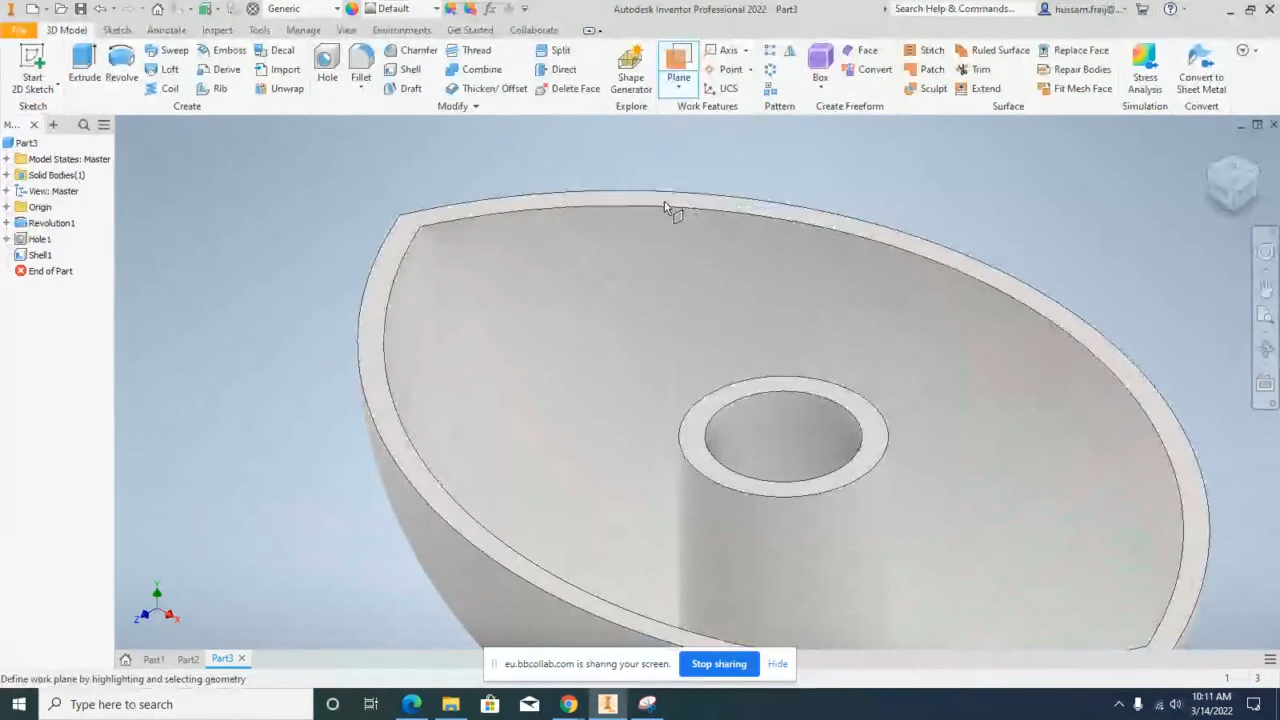 Generic
Default
Autodesk Inventor Professional 2022 Part3
Search Help & Commands...
hussam.fraij@...
File
3D Model
Sketch
Annotate
Inspect
Tools
Manage
View
Environments
Get Started
Collaborate
Start
2D Sketch
Extrude
Revolve
Sweep
Loft
Coil
Emboss
Derive
Rib
Decal
Import
Unwrap
Hole
Fillet
Chamfer
Shell
Draft
Thread
Combine
Thicken/ Offset
Split
Direct
Delete Face
Shape
Generator
Plane
Axis
Point
UCS
Box
Face
Convert
Stitch
Patch
Sculpt
Ruled Surface
Trim
Extend
Replace Face
Repair Bodies
Fit Mesh Face
Stress
Analysis
Convert to
Sheet Metal
Sketch
Create
Modify
Explore
Work Features
Pattern
Create Freeform
Surface
Simulation
Convert
M...
Part3
Model States: Master
Solid Bodies(1)
View: Master
Origin
Revolution1
Hole1
Shell1
End of Part
Y
Z
X
Part1
Part2
Part3
eu.bbcollab.com is sharing your screen.
Stop sharing
Hide
Define work plane by highlighting and selecting geometry
1
3
Type here to search
10:11 AM
3/14/2022